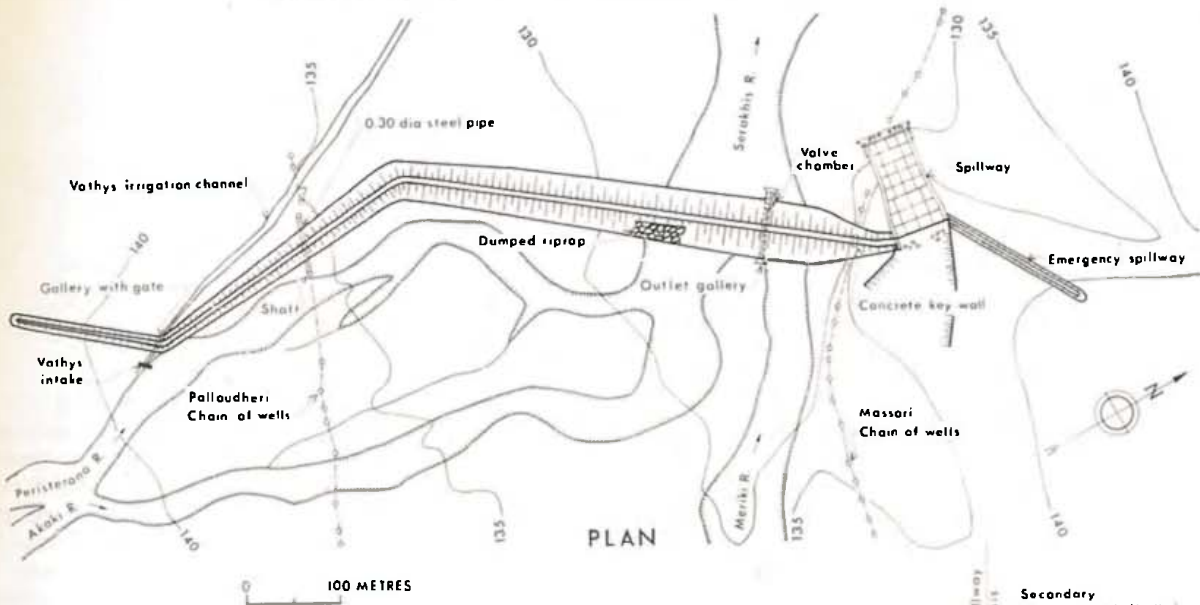 135
130
135
130
140
0.30 dia steel pipe
Serakhis R.
Valve
chamber
Spillway
Vathys irrigation channel
140
Dumped riprap
Emergency spillway
Gallery with gate
Shaft
Outlet gallery
Concrete key wall
Vathys
intake
Palloudheri
Chain of wells
Massari
Chain of wells
N
Peristerona R.
Akaki R.
Meriki R.
140
135
135
140
PLAN
0
100 METRES
Secondary